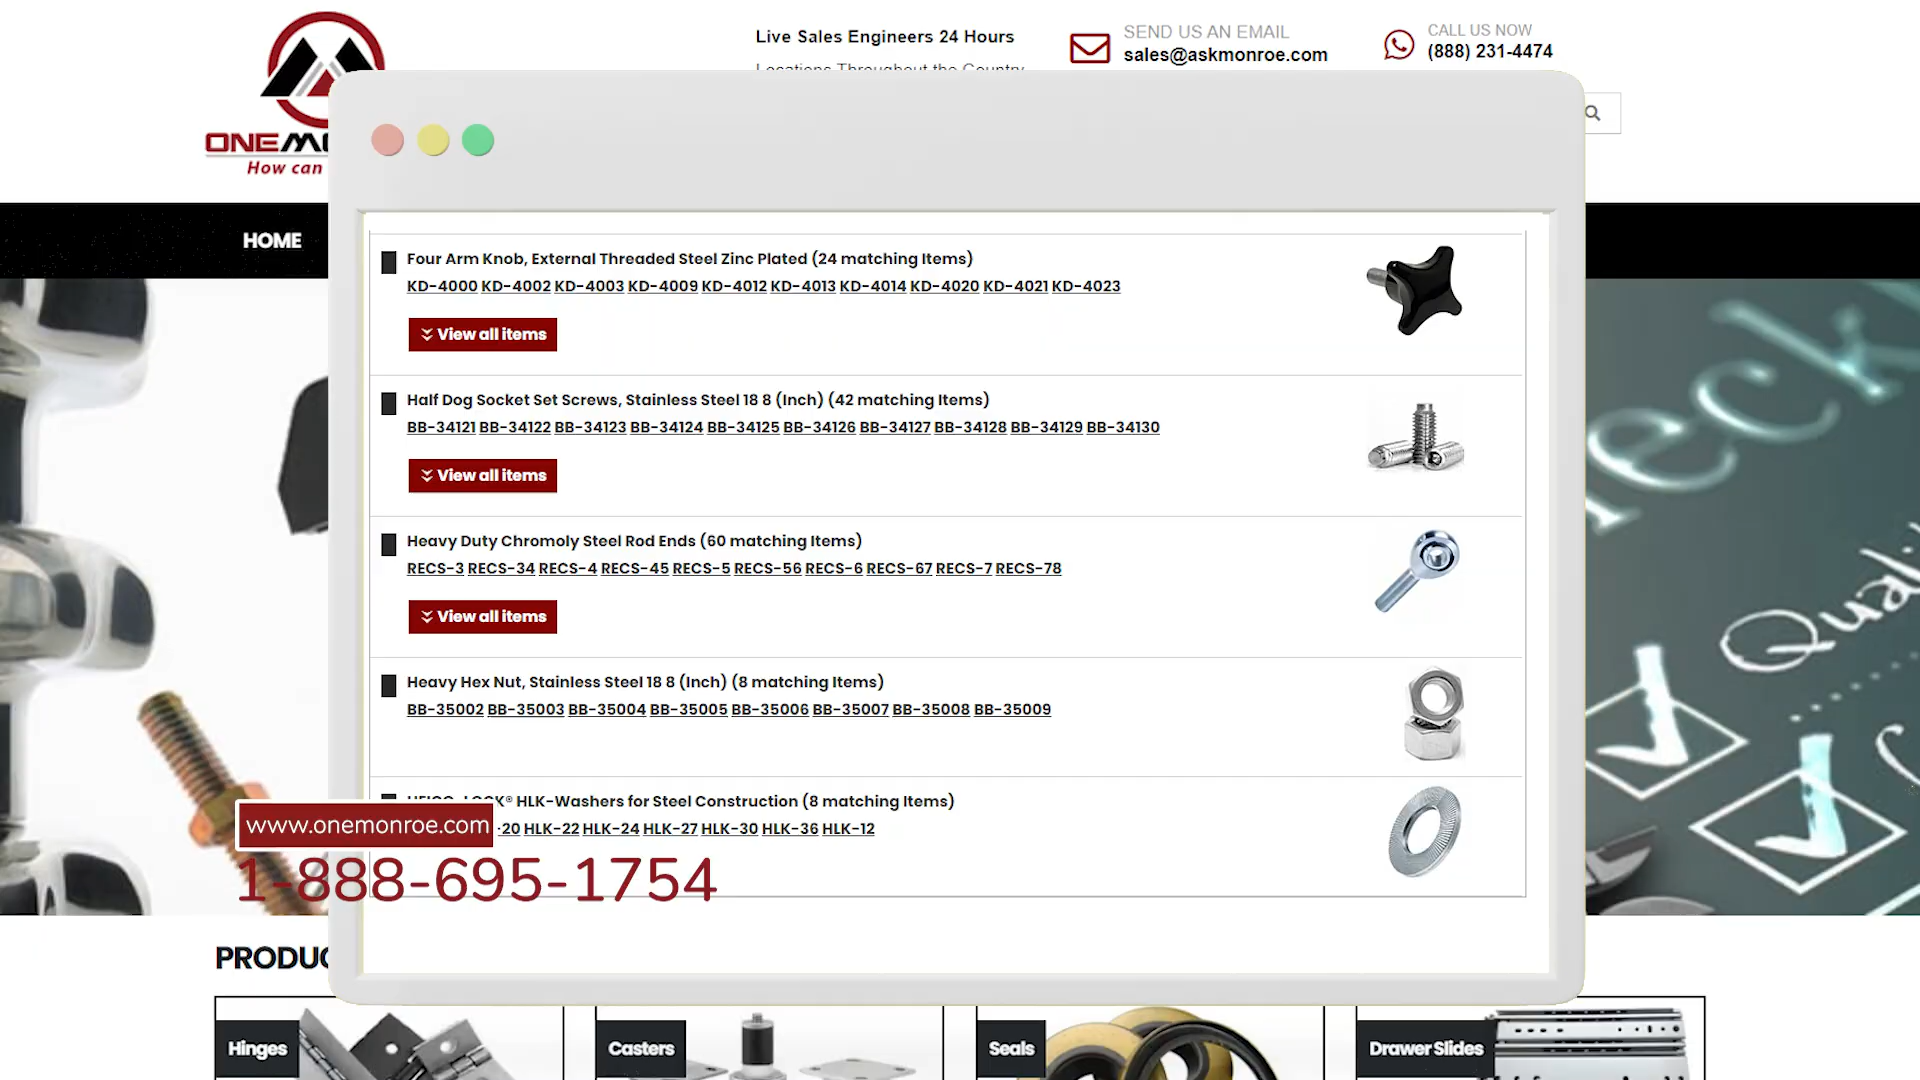 Live Sales Engineers 24 Hours
Locations Throughout the Country
SEND US AN EMAIL
sales@askmonroe.com
CALL US NOW
(888) 231-4474
ONEMO
How can
HOME
Four Arm Knob, External Threaded Steel Zinc Plated (24 matching Items)
KD-4000 KD-4002 KD-4003 KD-4009 KD-4012 KD-4013 KD-4014 KD-4020 KD-4021 KD-4023
View all items
Half Dog Socket Set Screws, Stainless Steel 18 8 (Inch) (42 matching Items)
BB-34121 BB-34122 BB-34123 BB-34124 BB-34125 BB-34126 BB-34127 BB-34128 BB-34129 BB-34130
View all items
Heavy Duty Chromoly Steel Rod Ends (60 matching Items)
RECS-3 RECS-34 RECS-4 RECS-45 RECS-5 RECS-56 RECS-6 RECS-67 RECS-7 RECS-78
View all items
Heavy Hex Nut, Stainless Steel 18 8 (Inch) (8 matching Items)
BB-35002 BB-35003 BB-35004 BB-35005 BB-35006 BB-35007 BB-35008 BB-35009
HLK-Washers for Steel Construction (8 matching Items)
-20 HLK-22 HLK-24 HLK-27 HLK-30 HLK-36 HLK-12
www.onemonroe.com
1-888-695-1754
eck
Quali
PRODUC
Hinges
Casters
Seals
Drawer Slides